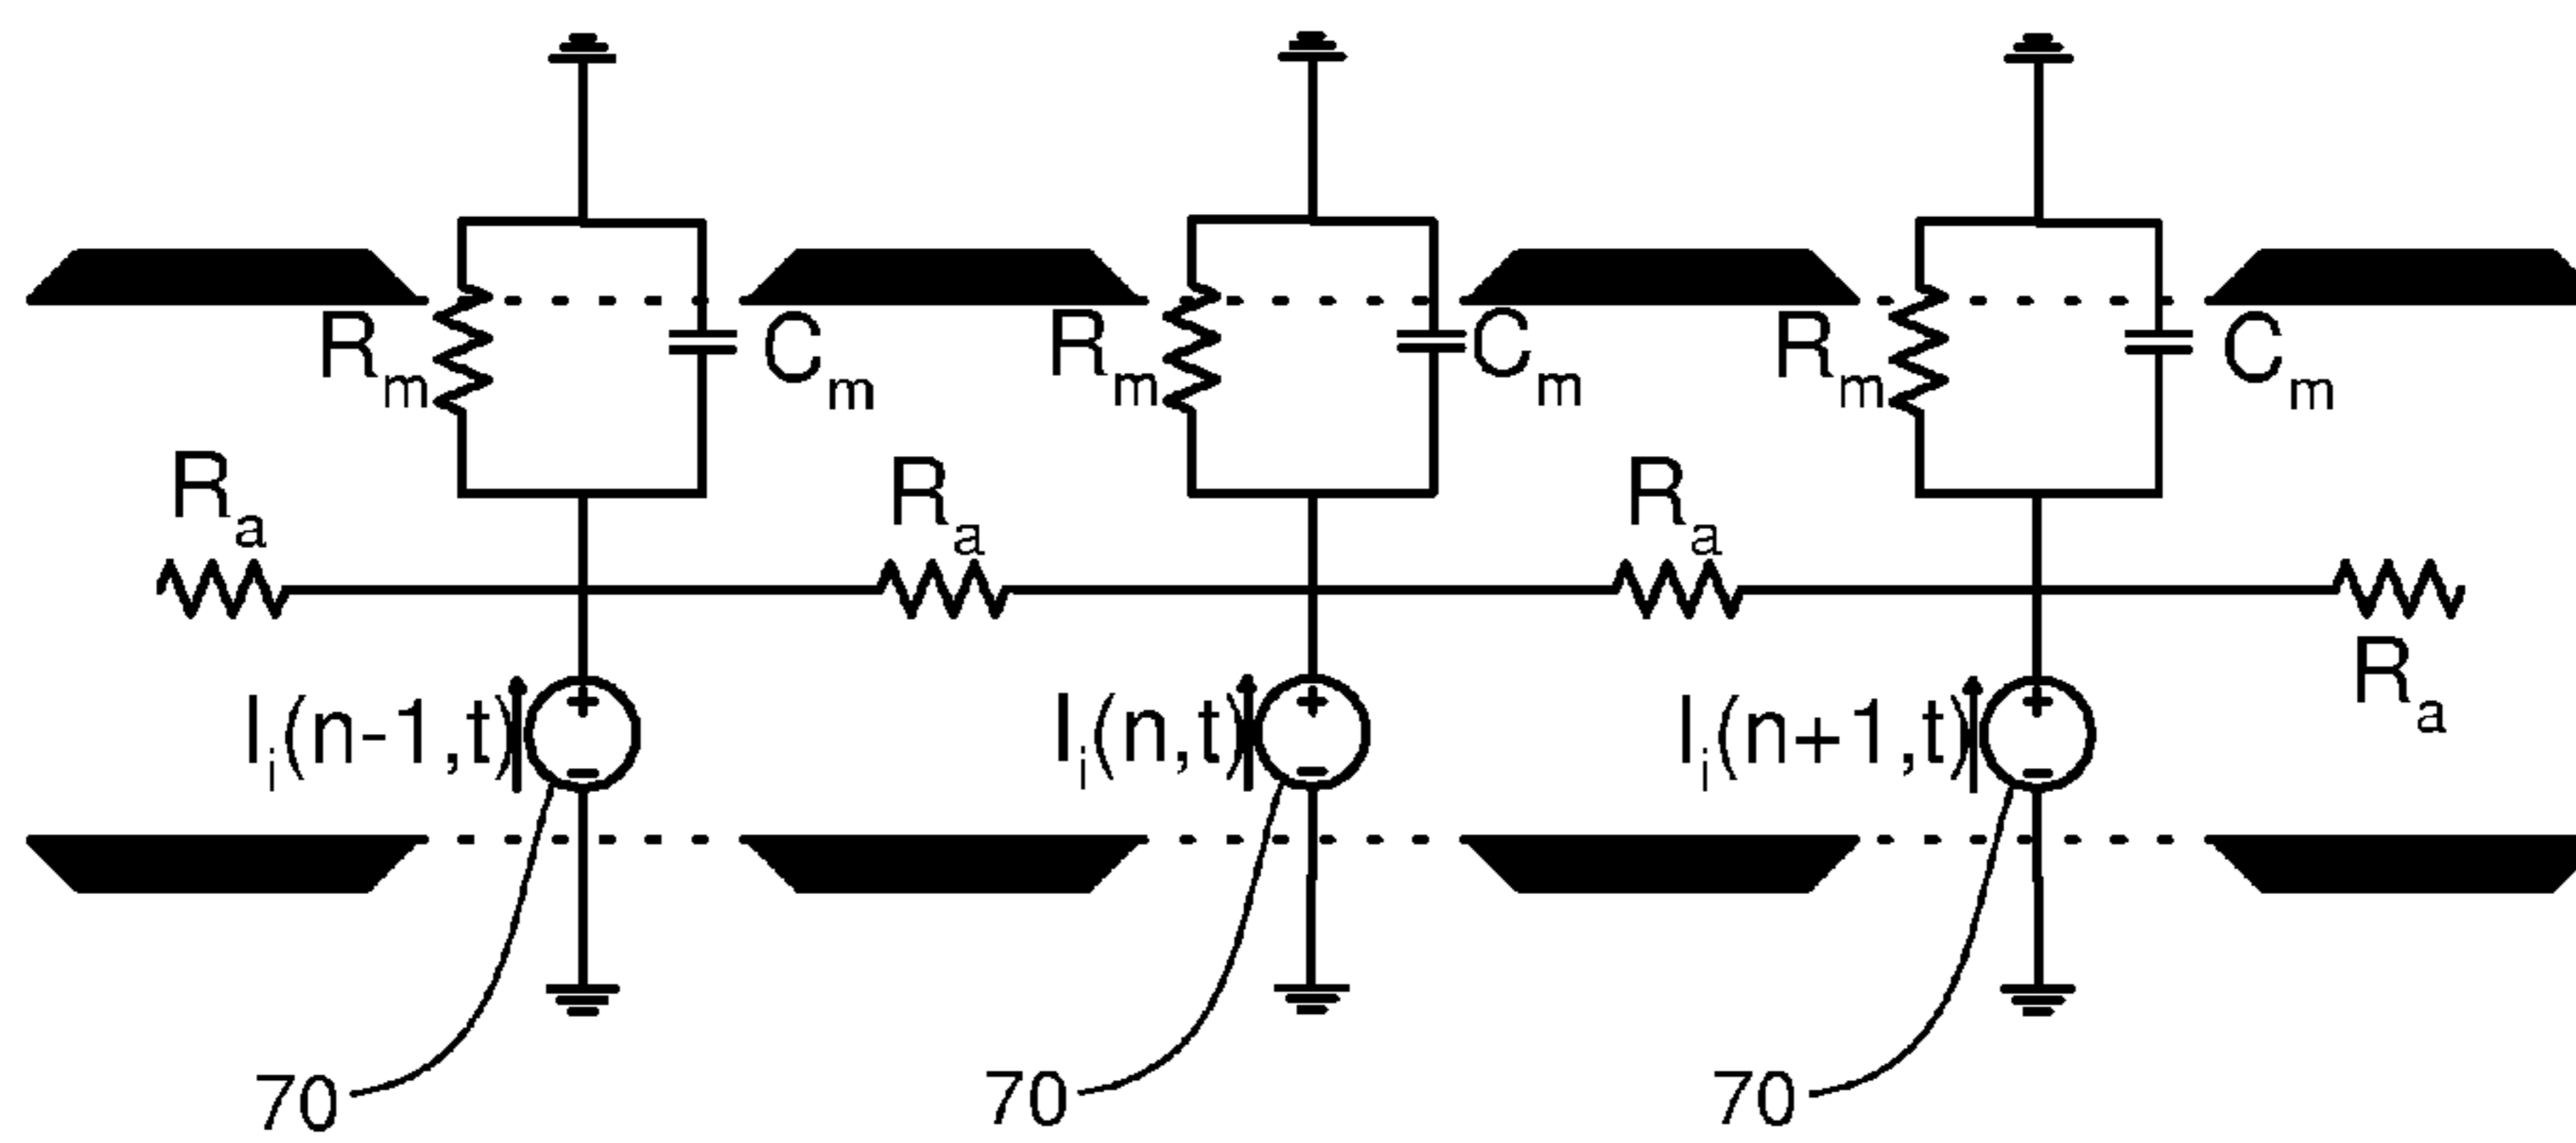 Rm Cm Rm Cm Rm Cm
Ra Ra Ra
Ra
Ii(n-1,t) Ii(n,t) Ii(n+1,t)
+ + +
- - -
70 70 70